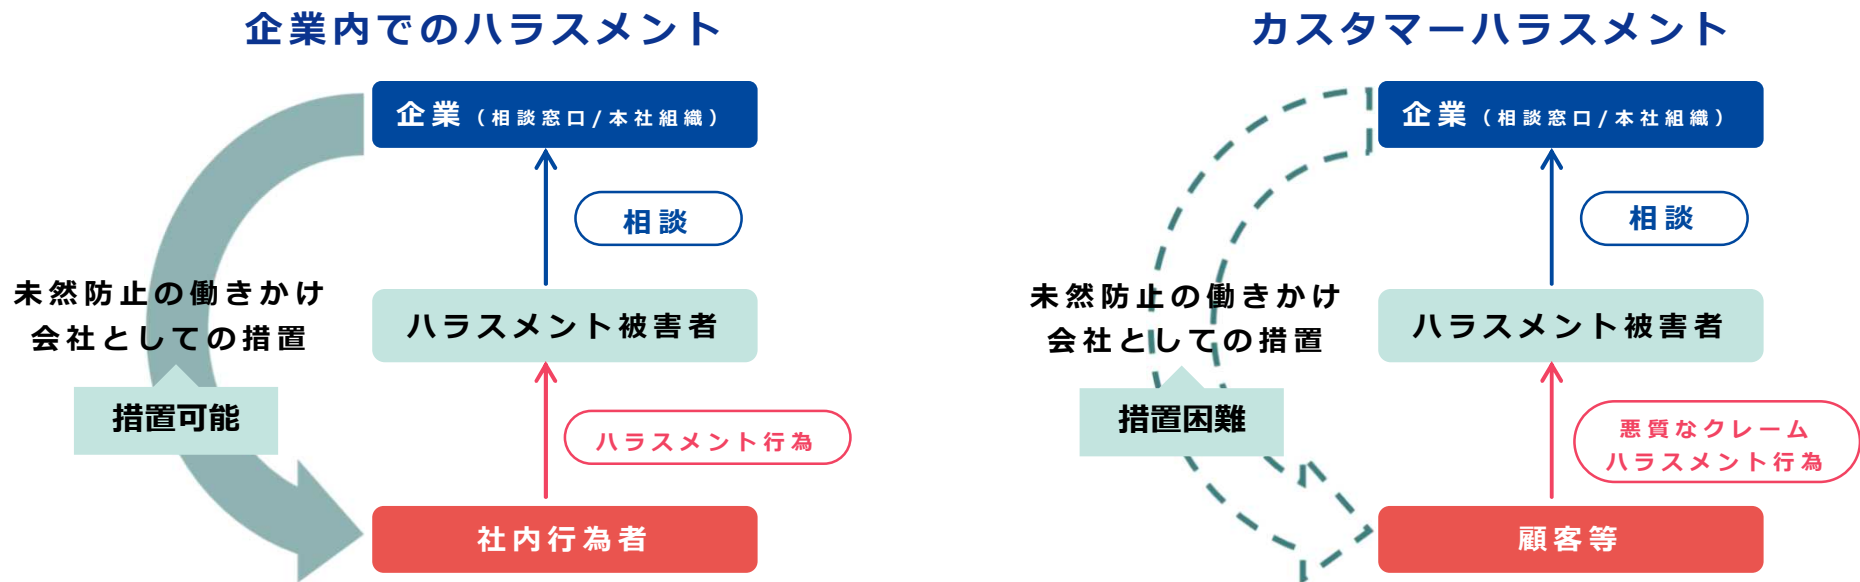 企業内でのハラスメント
企業（相談窓口/本社組織）
相談
未然防止の働きかけ
会社としての措置
ハラスメント被害者
措置可能
ハラスメント行為
社内行為者
カスタマーハラスメント
企業（相談窓口/本社組織）
相談
未然防止の働きかけ
会社としての措置
ハラスメント被害者
措置困難
悪質なクレーム
ハラスメント行為
顧客等